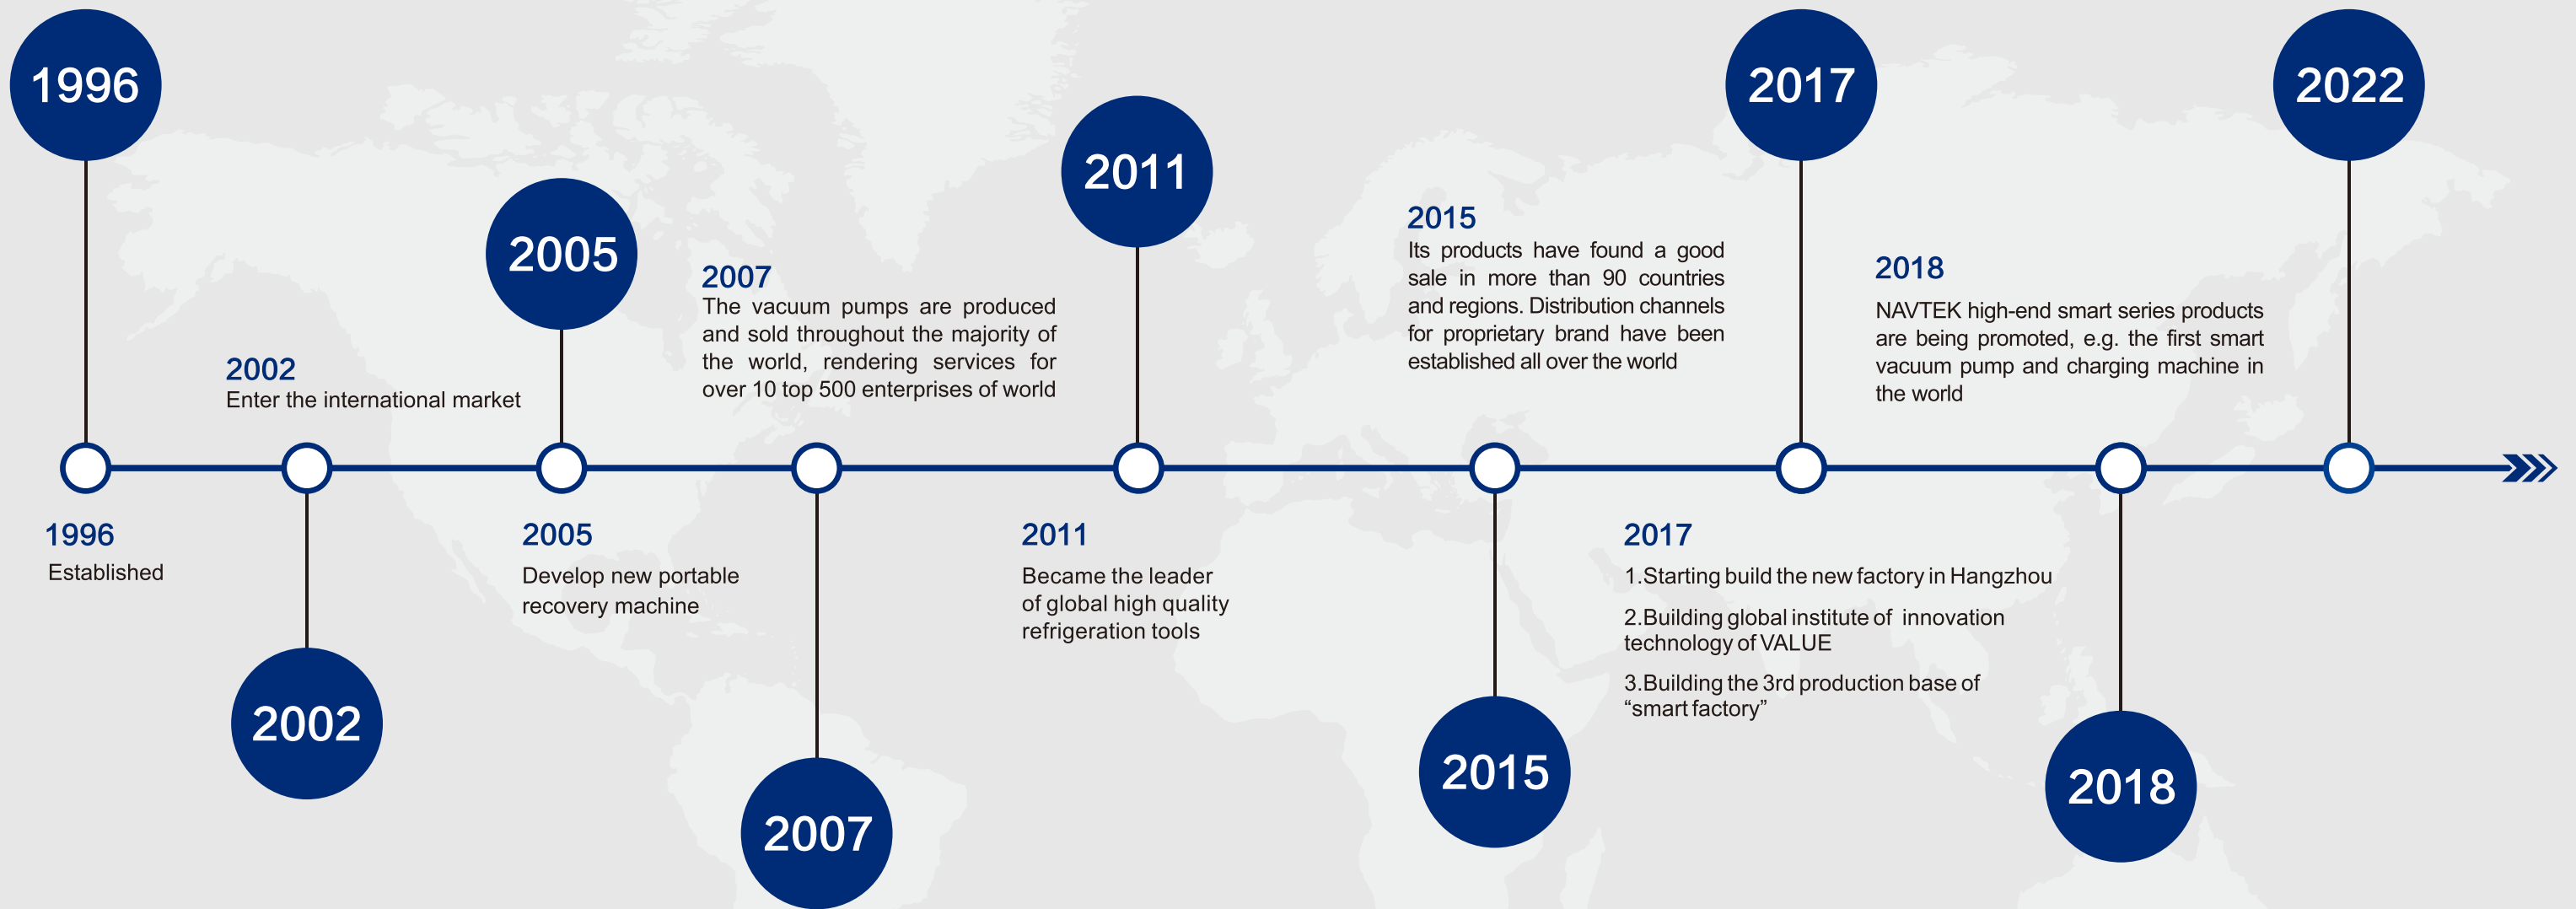 1996
1996
Established
2002
Enter the international market
2002
2005
2005
Develop new portable
recovery machine
2007
The vacuum pumps are produced
and sold throughout the majority of
the world, rendering services for
over 10 top 500 enterprises of world
2007
2011
2011
Became the leader
of global high quality
refrigeration tools
2015
Its products have found a good
sale in more than 90 countries
and regions. Distribution channels
for proprietary brand have been
established all over the world
2015
2017
2017
1.Starting build the new factory in Hangzhou
2.Building global institute of innovation
technology of VALUE
3.Building the 3rd production base of
“smart factory”
2018
NAVTEK high-end smart series products
are being promoted, e.g. the first smart
vacuum pump and charging machine in
the world
2018
2022